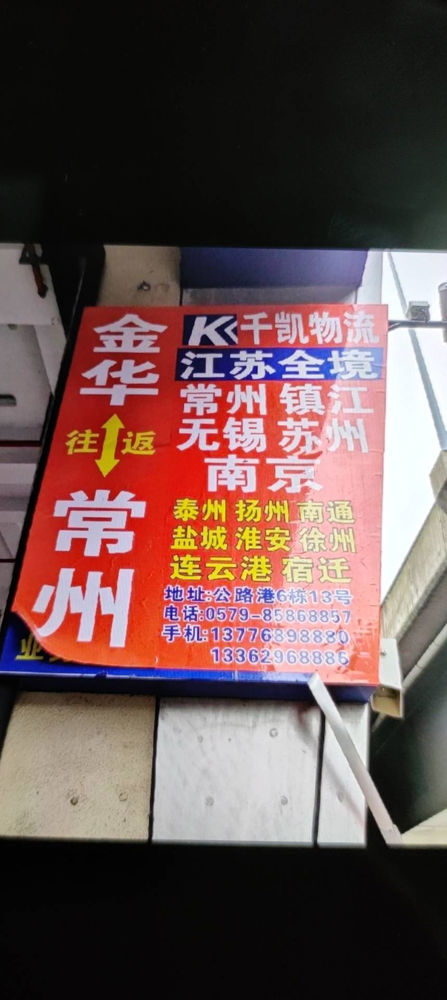 金华
往返
常州
K 千凯物流
江苏全境
常州 镇江
无锡 苏州
南京
泰州 扬州 南通
盐城 淮安 徐州
连云港 宿迁
地址:公路港6栋13号
电话:0579-85868857
手机:13776898880
13362968886